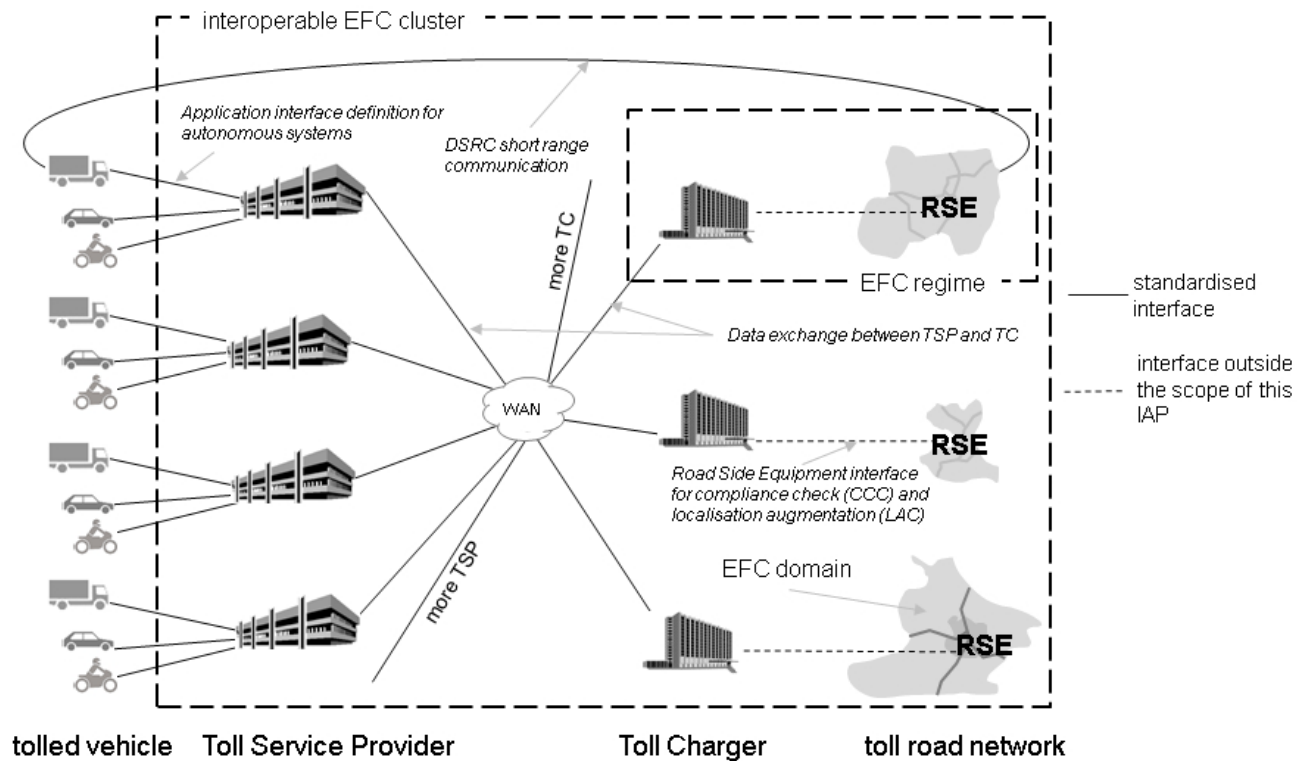 interoperable EFC cluster
Application interface definition for
autonomous systems
DSRC short range
communication
more TC
RSE
EFC regime
standardised
interface
Data exchange between TSP and TC
interface outside
the scope of this
IAP
WAN
RSE
Road Side Equipment interface
for compliance check (CCC) and
localisation augmentation (LAC)
more TSP
EFC domain
RSE
tolled vehicle
Toll Service Provider
Toll Charger
toll road network